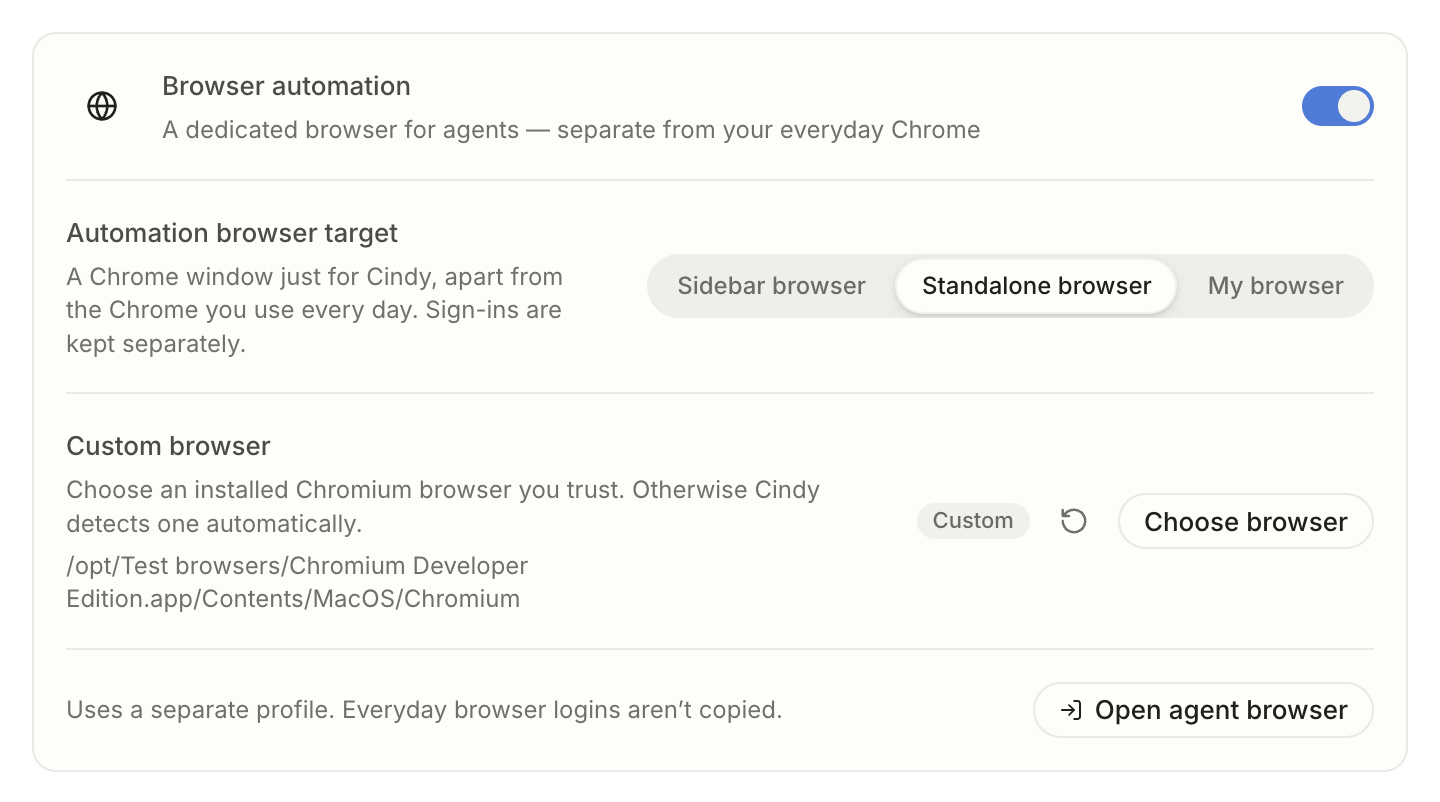 Browser automation
A dedicated browser for agents — separate from your everyday Chrome
Automation browser target
A Chrome window just for Cindy, apart from
the Chrome you use every day. Sign-ins are
kept separately.
Sidebar browser
Standalone browser
My browser
Custom browser
Choose an installed Chromium browser you trust. Otherwise Cindy
detects one automatically.
/opt/Test browsers/Chromium Developer
Edition.app/Contents/MacOS/Chromium
Custom
Choose browser
Uses a separate profile. Everyday browser logins aren’t copied.
Open agent browser